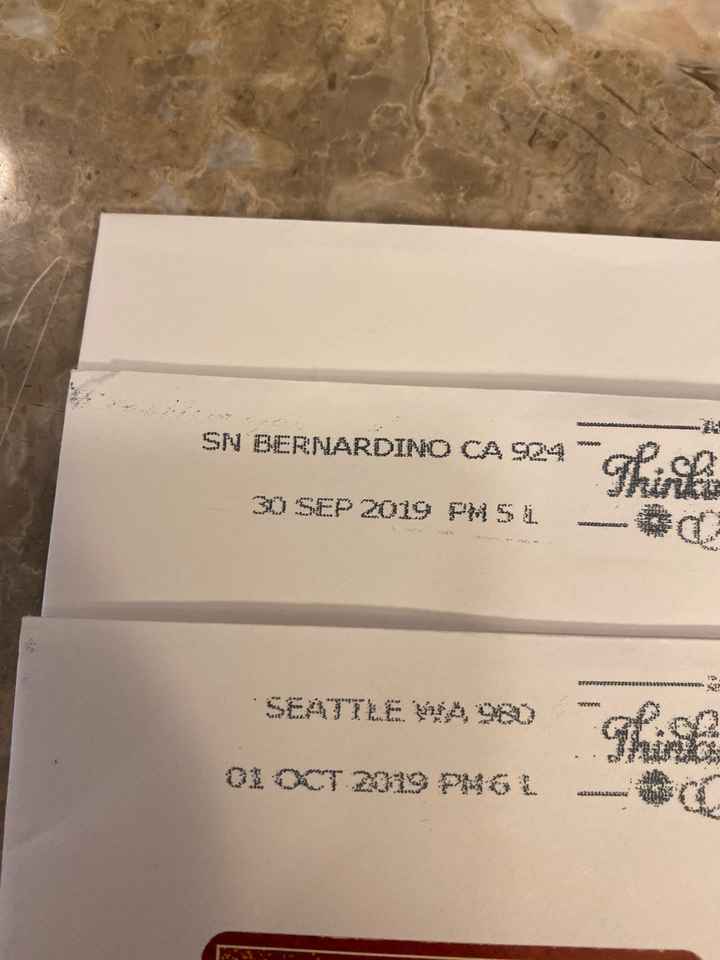 SN BERNARDINO CA 924
30 SEP 2019 PM 5 L
SEATTLE WA 980
01 OCT 2019 PM 6 L